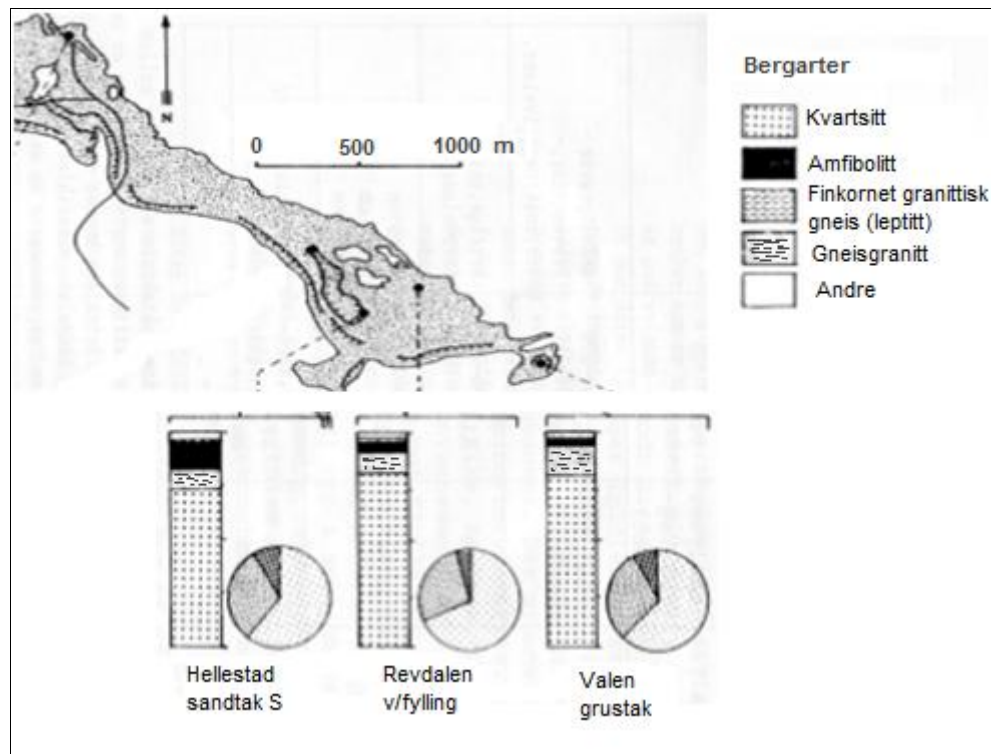 N
0 500 1000 m
Bergarter
Kvartsitt
Amfibolitt
Finkornet granittisk
gneis (leptitt)
Gneisgranitt
Andre
Hellestad
sandtak S
Revdalen
v/fylling
Valen
grustak